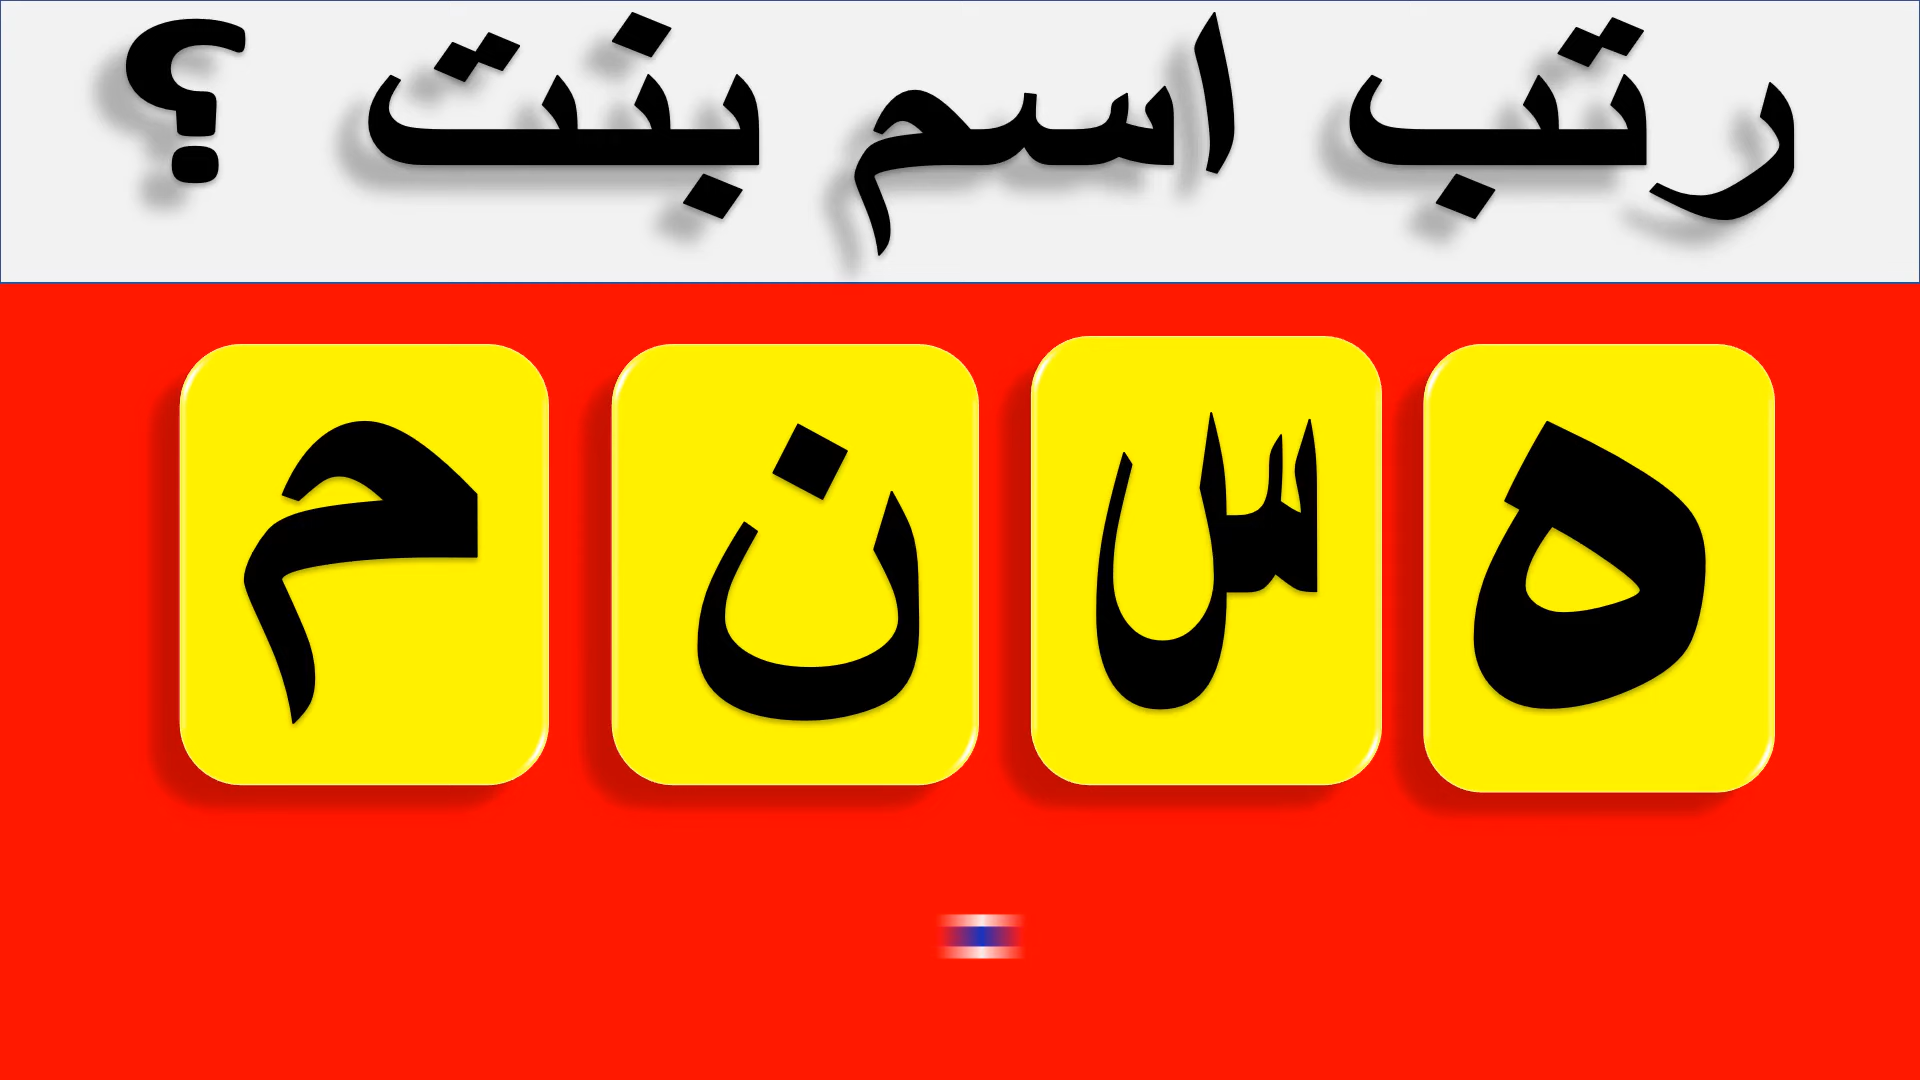 رتب اسم بنت ؟
ه س ن م